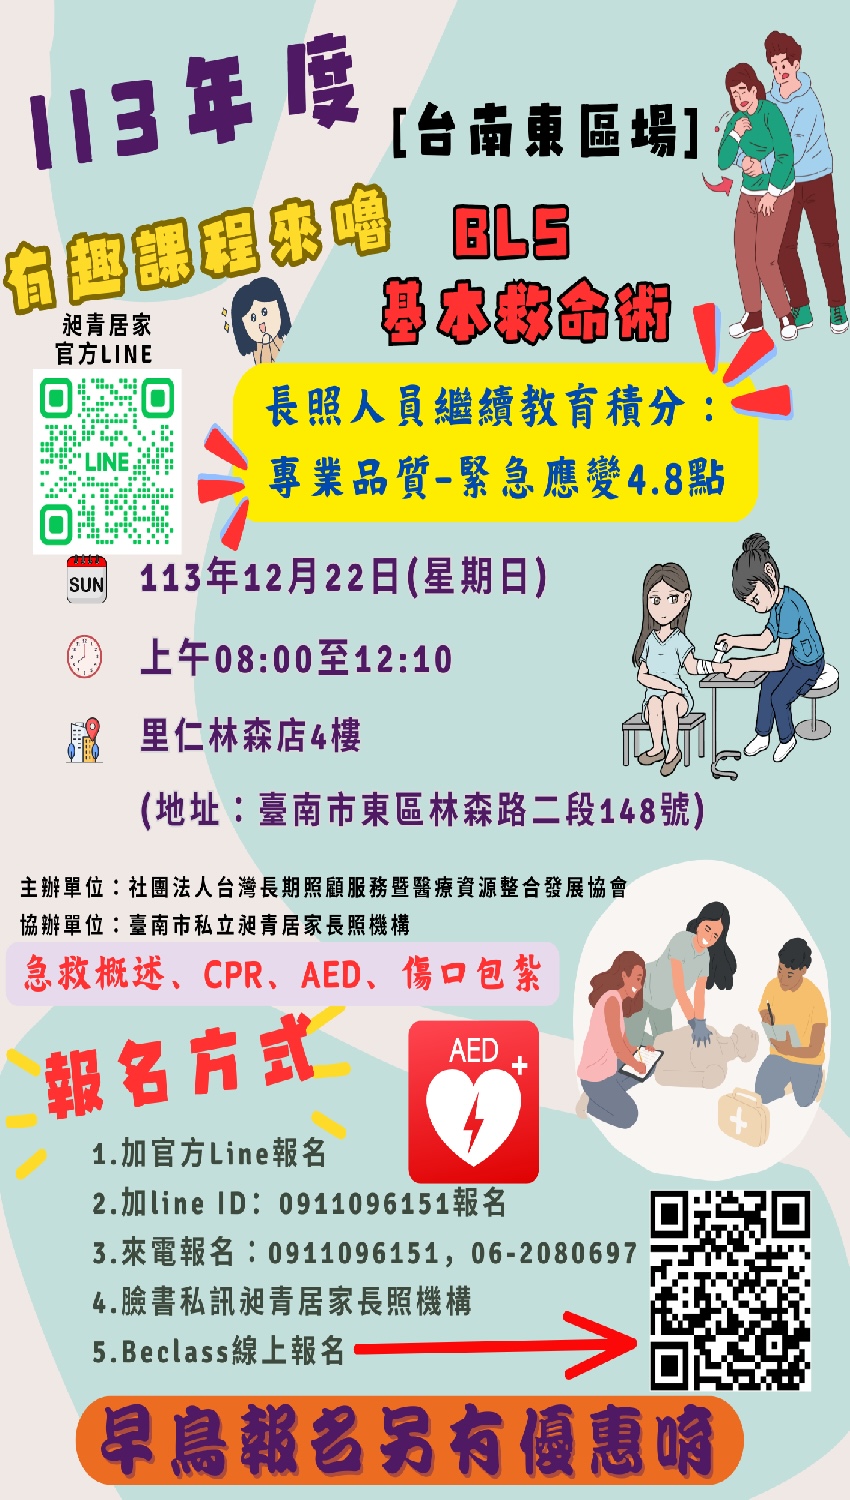 113年度
[台南東區場]
有趣課程來嚕
BLS
基本救命術
昶青居家
官方LINE
LINE
長照人員繼續教育積分：
專業品質-緊急應變4.8點
SUN
113年12月22日(星期日)
上午08:00至12:10
里仁林森店4樓
(地址：臺南市東區林森路二段148號)
主辦單位：社團法人台灣長期照顧服務暨醫療資源整合發展協會
協辦單位：臺南市私立昶青居家長照機構
急救概述、CPR、AED、傷口包紮
報名方式
AED
1.加官方Line報名
2.加line ID：0911096151報名
3.來電報名：0911096151, 06-2080697
4.臉書私訊昶青居家長照機構
5.Beclass線上報名
早鳥報名另有優惠唷